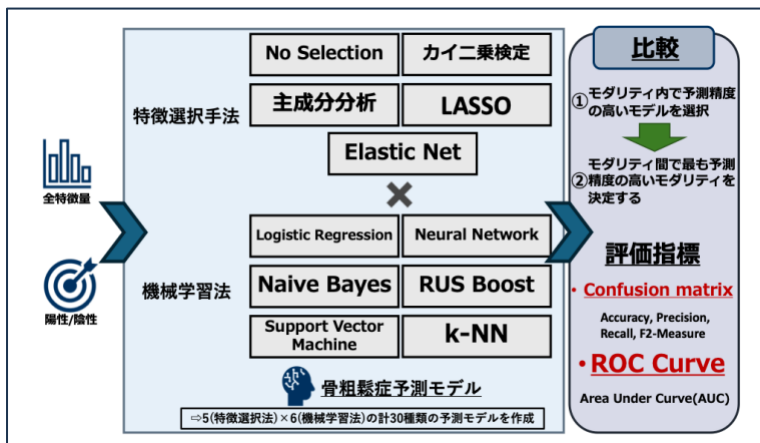 全特徴量
陽性/陰性
特徴選択手法
No Selection
カイ二乗検定
主成分分析
LASSO
Elastic Net
×
機械学習法
Logistic Regression
Neural Network
Naive Bayes
RUS Boost
Support Vector
Machine
k-NN
骨粗鬆症予測モデル
⇨5(特徴選択法)×6(機械学習法)の計30種類の予測モデルを作成
比較
①モダリティ内で予測精度
の高いモデルを選択
モダリティ間で最も予測
②精度の高いモダリティを
決定する
評価指標
・Confusion matrix
Accuracy, Precision,
Recall, F2-Measure
・ROC Curve
Area Under Curve(AUC)